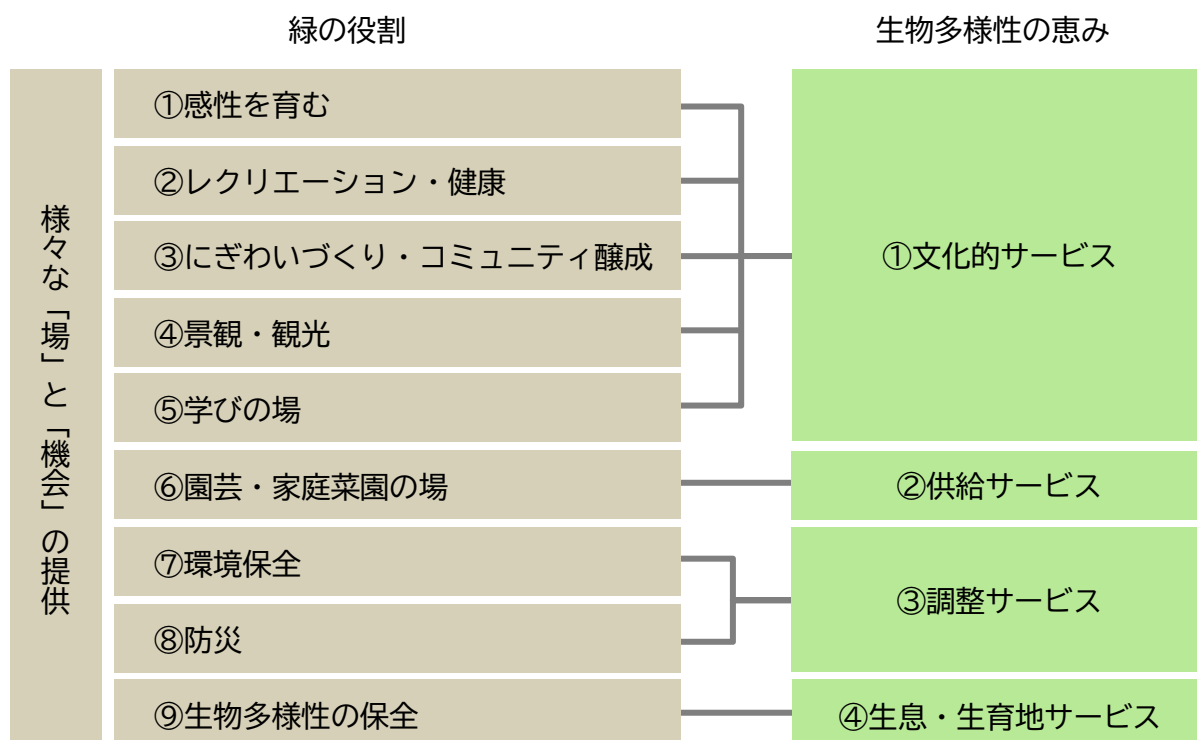 緑の役割
生物多様性の恵み
様々な「場」と「機会」の提供
①感性を育む
②レクリエーション・健康
③にぎわいづくり・コミュニティ醸成
④景観・観光
⑤学びの場
⑥園芸・家庭菜園の場
⑦環境保全
⑧防災
⑨生物多様性の保全
①文化的サービス
②供給サービス
③調整サービス
④生息・生育地サービス